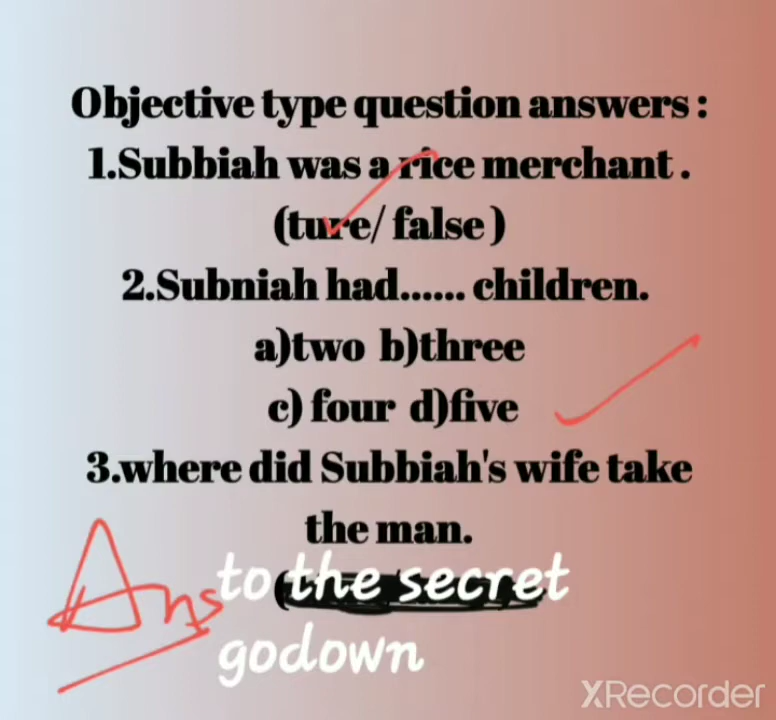 Objective type question answers :
1.Subbiah was a rice merchant .
(ture/ false )
2.Subniah had...... children.
a)two b)three
c) four d)five
3.where did Subbiah's wife take
the man.
Ans to (the secret
godown
XRecorder